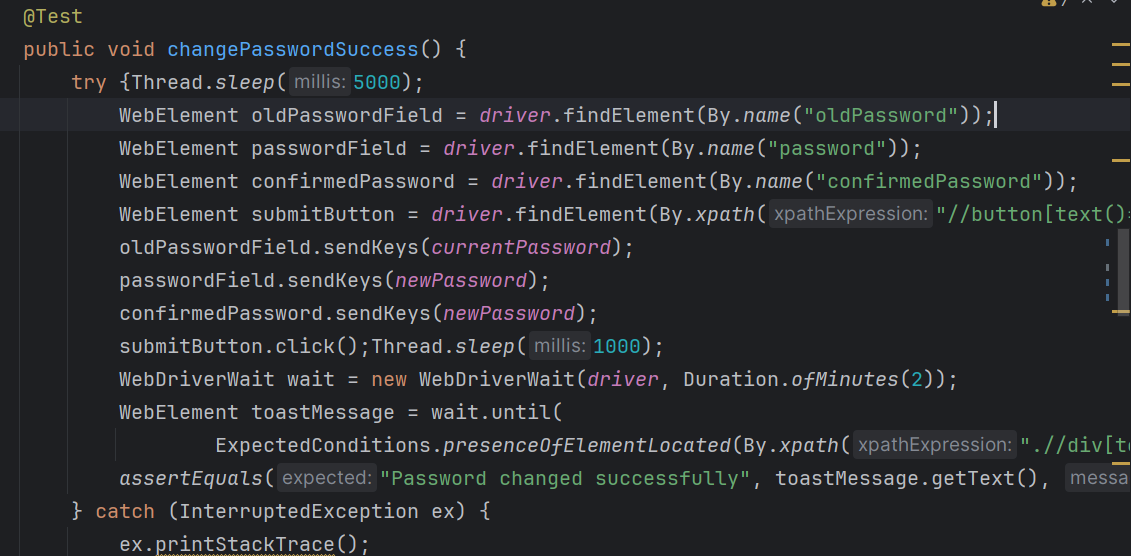 @Test
public void changePasswordSuccess() {
try {Thread.sleep( millis: 5000);
WebElement oldPasswordField = driver.findElement(By.name("oldPassword"));
WebElement passwordField = driver.findElement(By.name("password"));
WebElement confirmedPassword = driver.findElement(By.name("confirmedPassword"));
WebElement submitButton = driver.findElement(By.xpath( xpathExpression: "//button[text()=
oldPasswordField.sendKeys(currentPassword);
passwordField.sendKeys(newPassword);
confirmedPassword.sendKeys(newPassword);
submitButton.click();Thread.sleep( millis: 1000);
WebDriverWait wait = new WebDriverWait(driver, Duration.ofMinutes(2));
WebElement toastMessage = wait.until(
ExpectedConditions.presenceOfElementLocated(By.xpath( xpathExpression: ".//div[te
assertEquals( expected: "Password changed successfully", toastMessage.getText(), messa
} catch (InterruptedException ex) {
ex.printStackTrace();